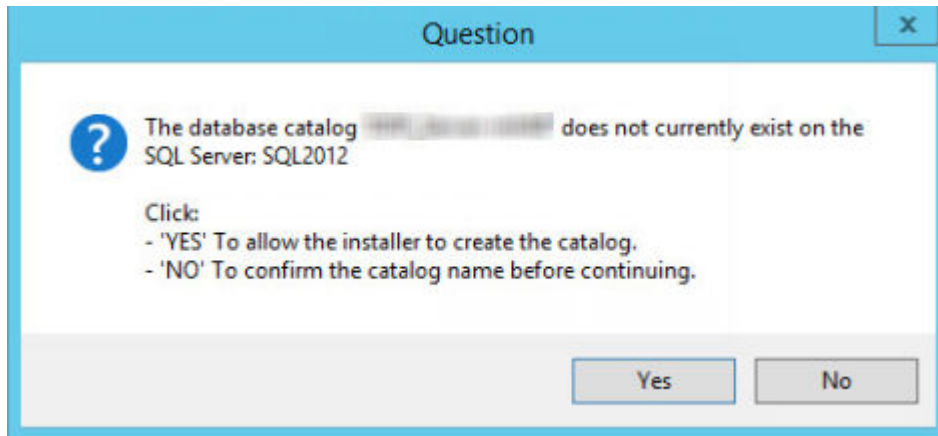 Question
x
?
The database catalog does not currently exist on the
SQL Server: SQL2012
Click:
- 'YES' To allow the installer to create the catalog.
- 'NO' To confirm the catalog name before continuing.
Yes
No